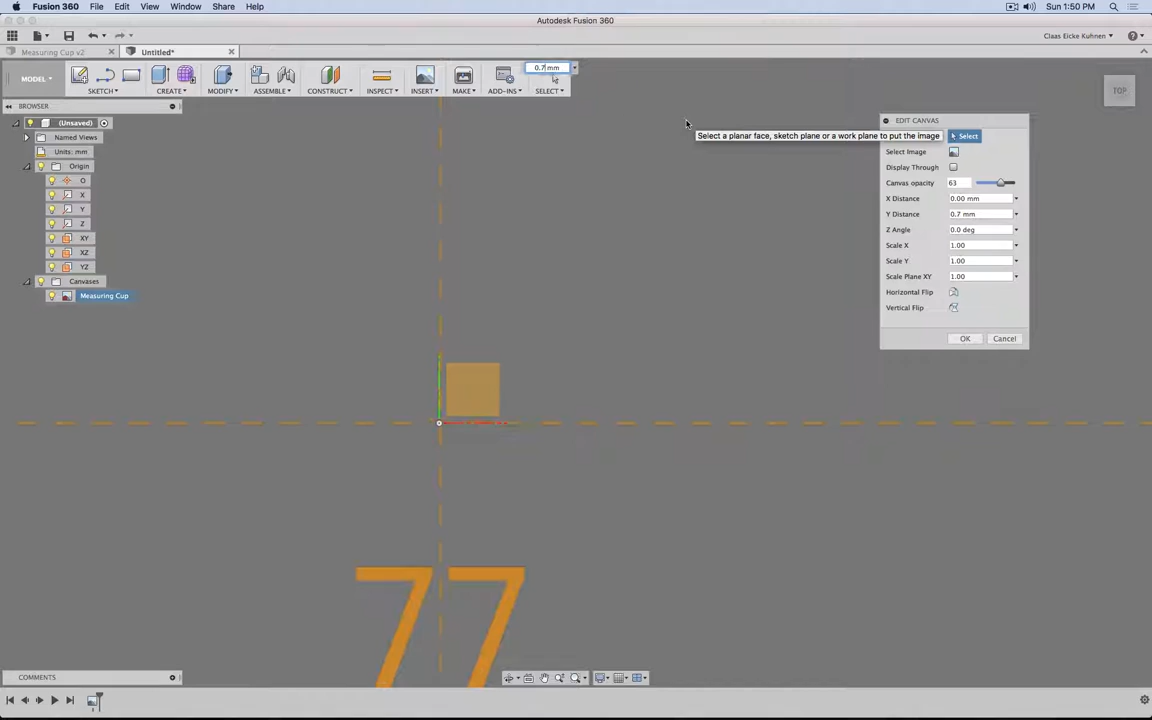 Fusion 360 File Edit View Window Share Help Sun 1:50 PM
Autodesk Fusion 360
Claas Eicke Kuhnen
Measuring Cup v2 Untitled*
0.7 mm
MODEL
SKETCH CREATE MODIFY ASSEMBLE CONSTRUCT INSPECT INSERT MAKE ADD-INS SELECT
TOP
BROWSER
(Unsaved)
Named Views
Units: mm
Origin
O
X
Y
Z
XY
XZ
YZ
Canvases
Measuring Cup
EDIT CANVAS
Select a planar face, sketch plane or a work plane to put the image
Select
Select Image
Display Through
Canvas opacity 63
X Distance 0.00 mm
Y Distance 0.7 mm
Z Angle 0.0 deg
Scale X 1.00
Scale Y 1.00
Scale Plane XY 1.00
Horizontal Flip
Vertical Flip
OK Cancel
77
COMMENTS